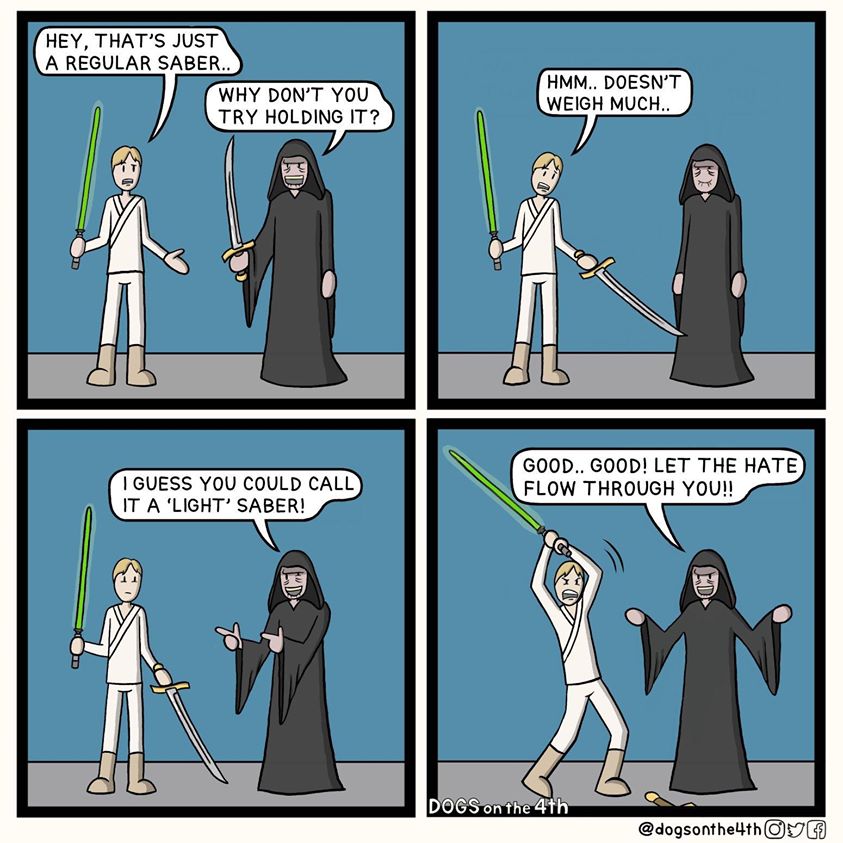 HEY, THAT'S JUST
A REGULAR SABER..
WHY DON'T YOU
TRY HOLDING IT?
HMM.. DOESN'T
WEIGH MUCH..
I GUESS YOU COULD CALL
IT A 'LIGHT' SABER!
GOOD.. GOOD! LET THE HATE
FLOW THROUGH YOU!!
DOGS on the 4th
@dogsonthe4th